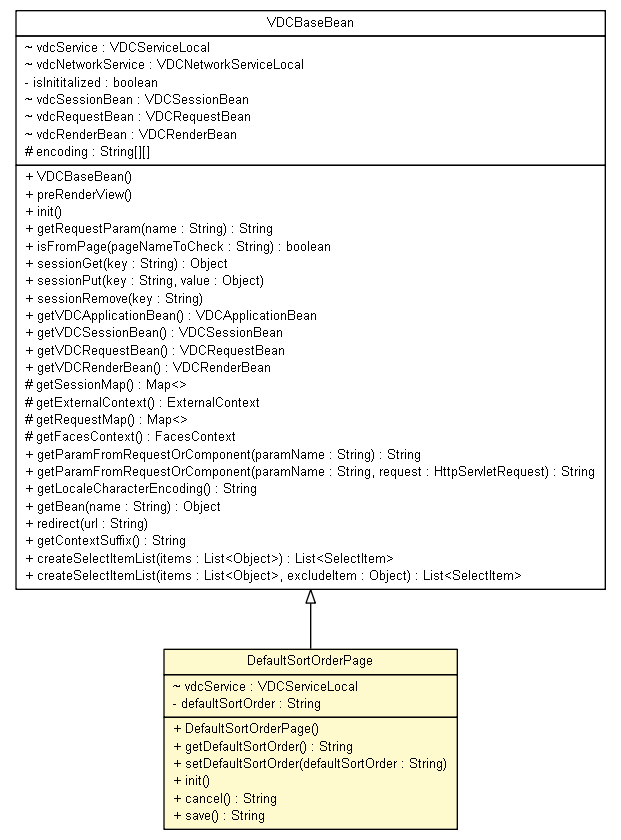 VDCBaseBean
~ vdcService : VDCServiceLocal
~ vdcNetworkService : VDCNetworkServiceLocal
- isInititalized : boolean
~ vdcSessionBean : VDCSessionBean
~ vdcRequestBean : VDCRequestBean
~ vdcRenderBean : VDCRenderBean
# encoding : String[][]
+ VDCBaseBean()
+ preRenderView()
+ init()
+ getRequestParam(name : String) : String
+ isFromPage(pageNameToCheck : String) : boolean
+ sessionGet(key : String) : Object
+ sessionPut(key : String, value : Object)
+ sessionRemove(key : String)
+ getVDCApplicationBean() : VDCApplicationBean
+ getVDCSessionBean() : VDCSessionBean
+ getVDCRequestBean() : VDCRequestBean
+ getVDCRenderBean() : VDCRenderBean
# getSessionMap() : Map<>
# getExternalContext() : ExternalContext
# getRequestMap() : Map<>
# getFacesContext() : FacesContext
+ getParamFromRequestOrComponent(paramName : String) : String
+ getParamFromRequestOrComponent(paramName : String, request : HttpServletRequest) : String
+ getLocaleCharacterEncoding() : String
+ getBean(name : String) : Object
+ redirect(url : String)
+ getContextSuffix() : String
+ createSelectItemList(items : List<Object>) : List<SelectItem>
+ createSelectItemList(items : List<Object>, excludeItem : Object) : List<SelectItem>
DefaultSortOrderPage
~ vdcService : VDCServiceLocal
- defaultSortOrder : String
+ DefaultSortOrderPage()
+ getDefaultSortOrder() : String
+ setDefaultSortOrder(defaultSortOrder : String)
+ init()
+ cancel() : String
+ save() : String